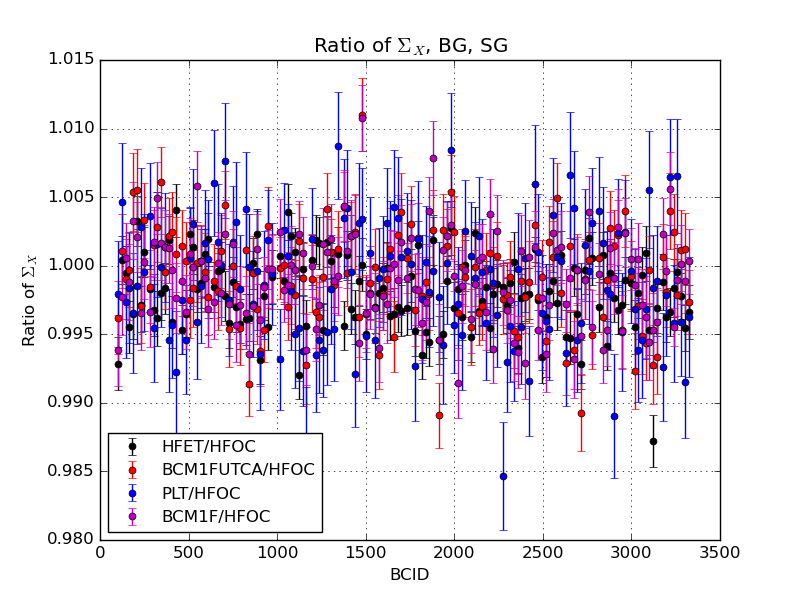 Ratio of Σ_X, BG, SG
1.015
1.010
1.005
1.000
0.995
0.990
0.985
0.980
Ratio of Σ_X
HFET/HFOC
BCM1FUTCA/HFOC
PLT/HFOC
BCM1F/HFOC
0 500 1000 1500 2000 2500 3000 3500
BCID